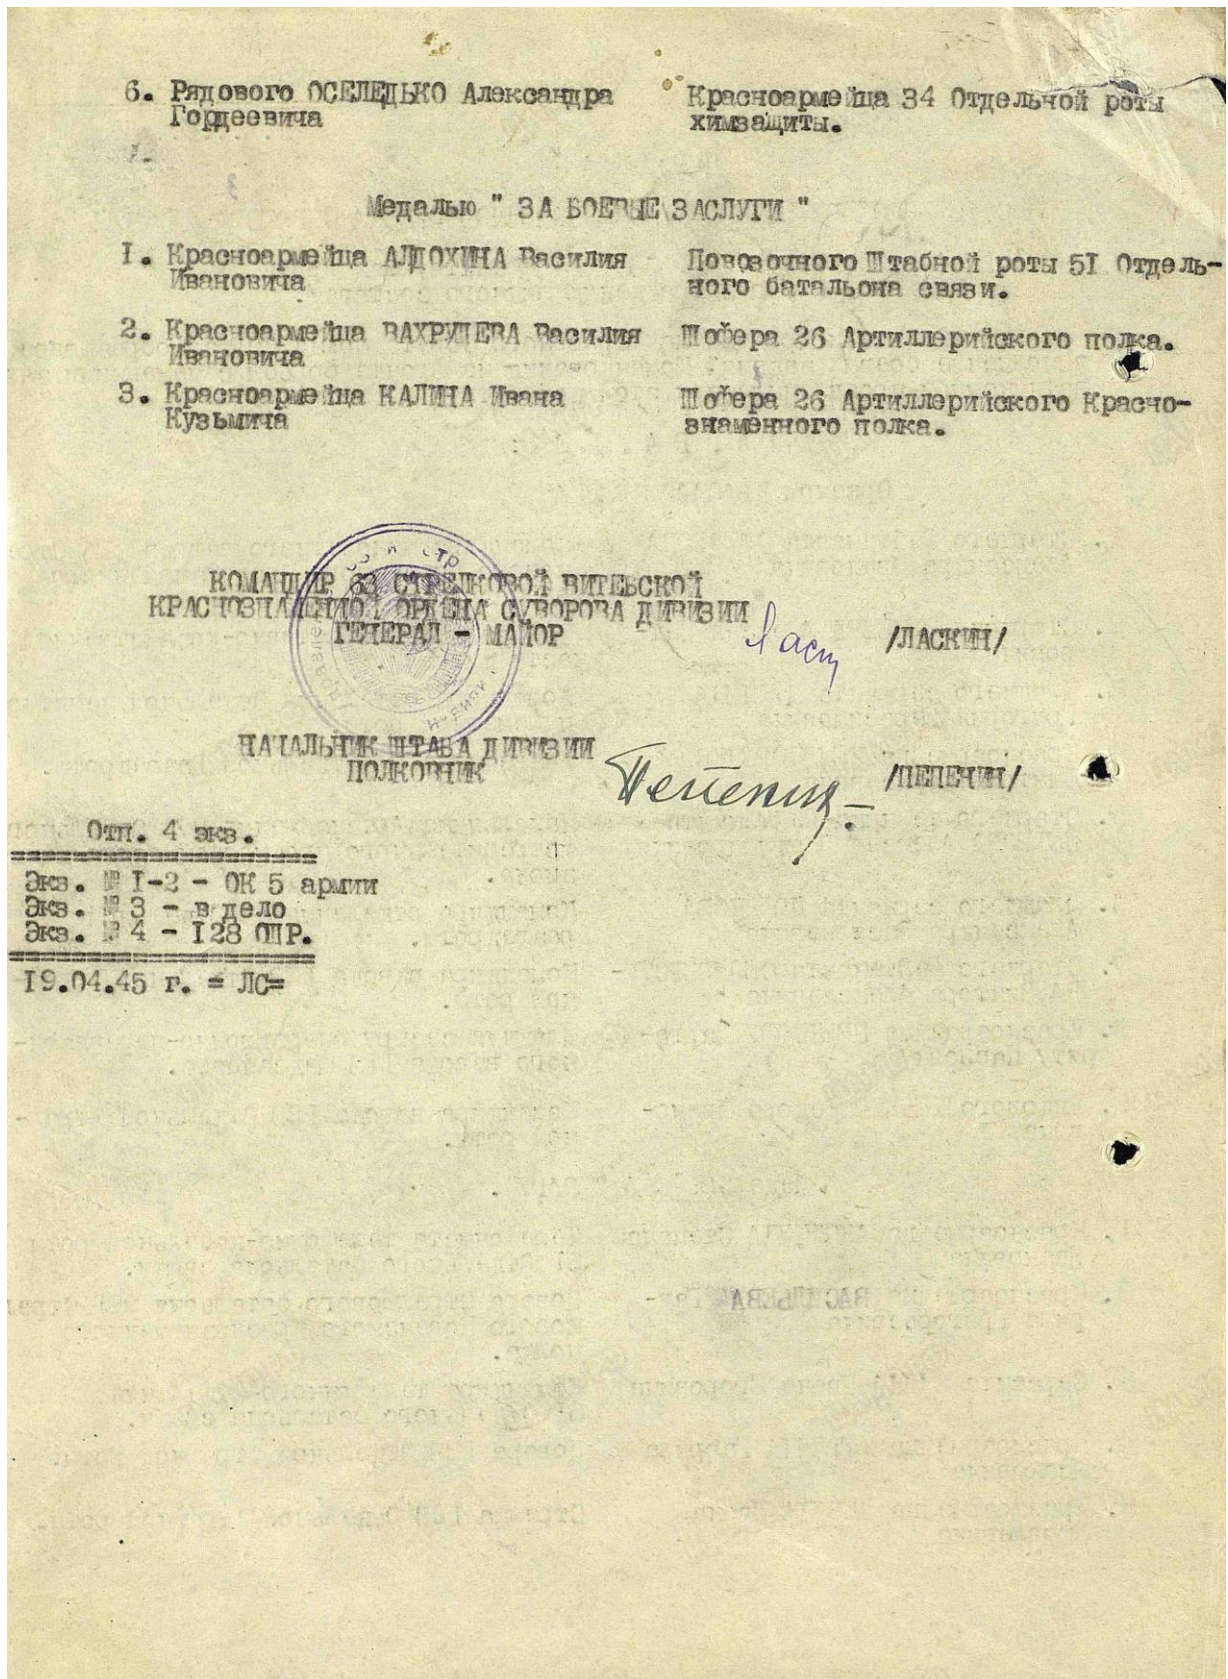 6. Рядового ОСЕЛЕДЬКО Александра Гордеевича
Красноармейца 34 Отдельной роты химзащиты.
Медалью " ЗА БОЕВЫЕ ЗАСЛУГИ "
I. Красноармейца АЛДОХИНА Василия Ивановича
Повозочного Штабной роты 5I Отдель-
ного батальона связи.
2. Красноармейца ВАХРУШЕВА Василия Ивановича
Шофера 26 Артиллерийского полка.
3. Красноармейца КАЛИНА Ивана Кузьмича
Шофера 26 Артиллерийского Красно-
знаменного полка.
КОМАНДИР 63 СТРЕЛКОВОЙ ВИТЕБСКОЙ
КРАСНОЗНАМЕННОЙ ОРДЕНА СУВОРОВА ДИВИЗИИ
ГЕНЕРАЛ - МАЙОР
/ЛАСКИН/
НАЧАЛЬНИК ШТАБА ДИВИЗИИ
ПОЛКОВНИК
/ПЕПЕНИН/
Отп. 4 экз.
Экз. № I-2 - ОК 5 армии
Экз. № 3 - в дело
Экз. № 4 - I28 ОШР.
I9.04.45 г. = ЛС=